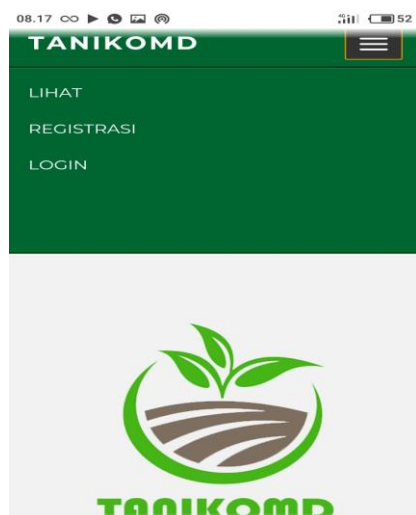 08.17 52
TANIKOMD
LIHAT
REGISTRASI
LOGIN
TANIKOMD